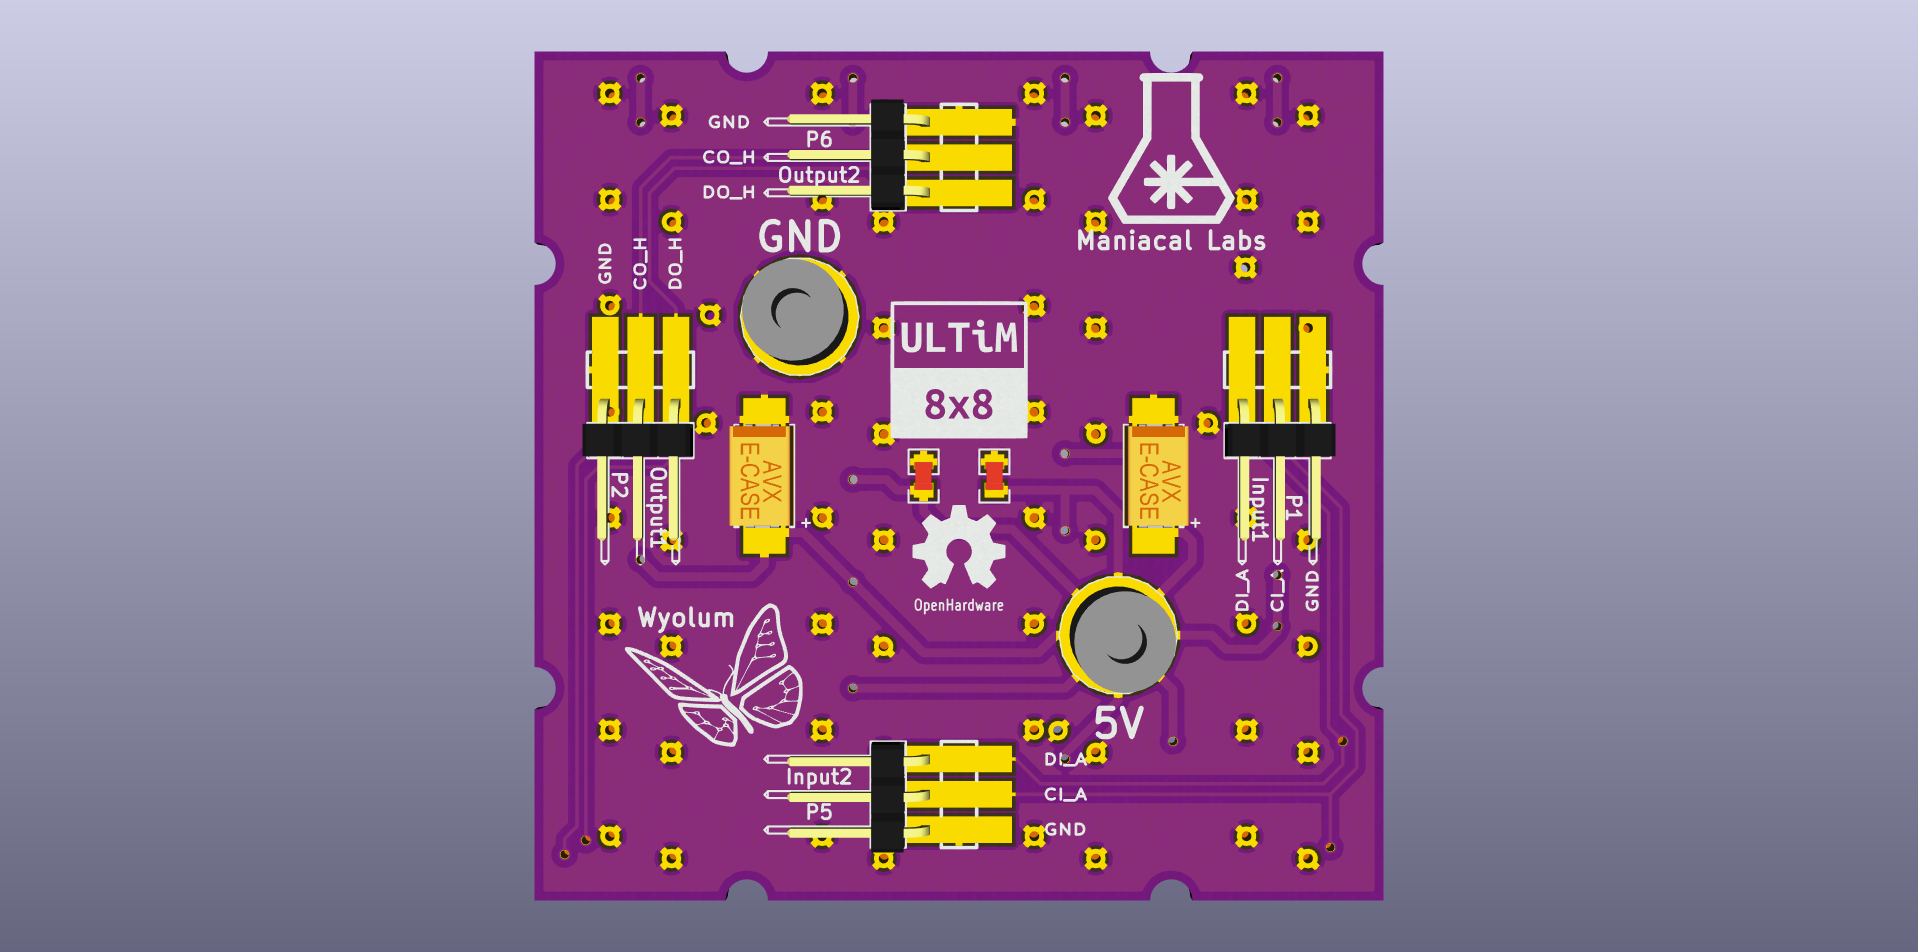 GND
P6
CO_H
Output2
DO_H
GND
Maniacal Labs
GND
CO_H
DO_H
ULTiM
8x8
AVX
E-CASE
+
AVX
E-CASE
+
P2
Output1
Input1
P1
OpenHardware
DI_A
CI_A
GND
Wyolum
5V
DI_A
Input2
CI_A
P5
GND